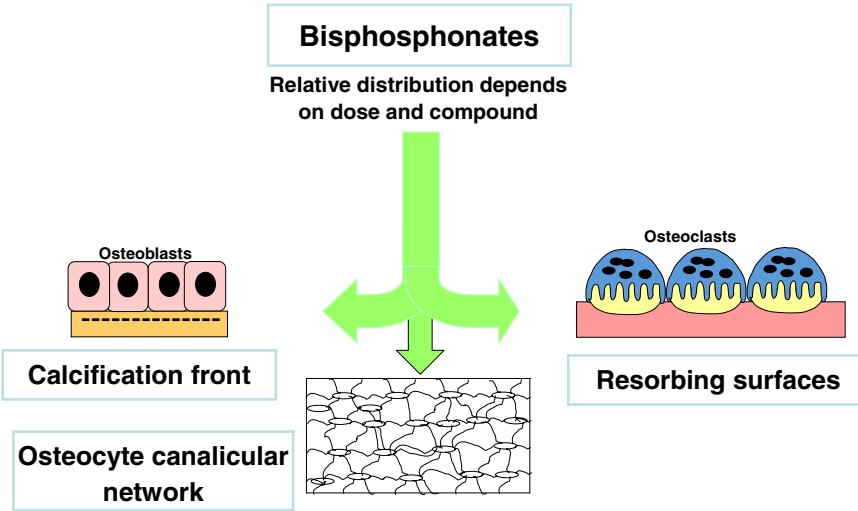 Bisphosphonates
Relative distribution depends
on dose and compound
Osteoblasts
Osteoclasts
Calcification front
Resorbing surfaces
Osteocyte canalicular
network